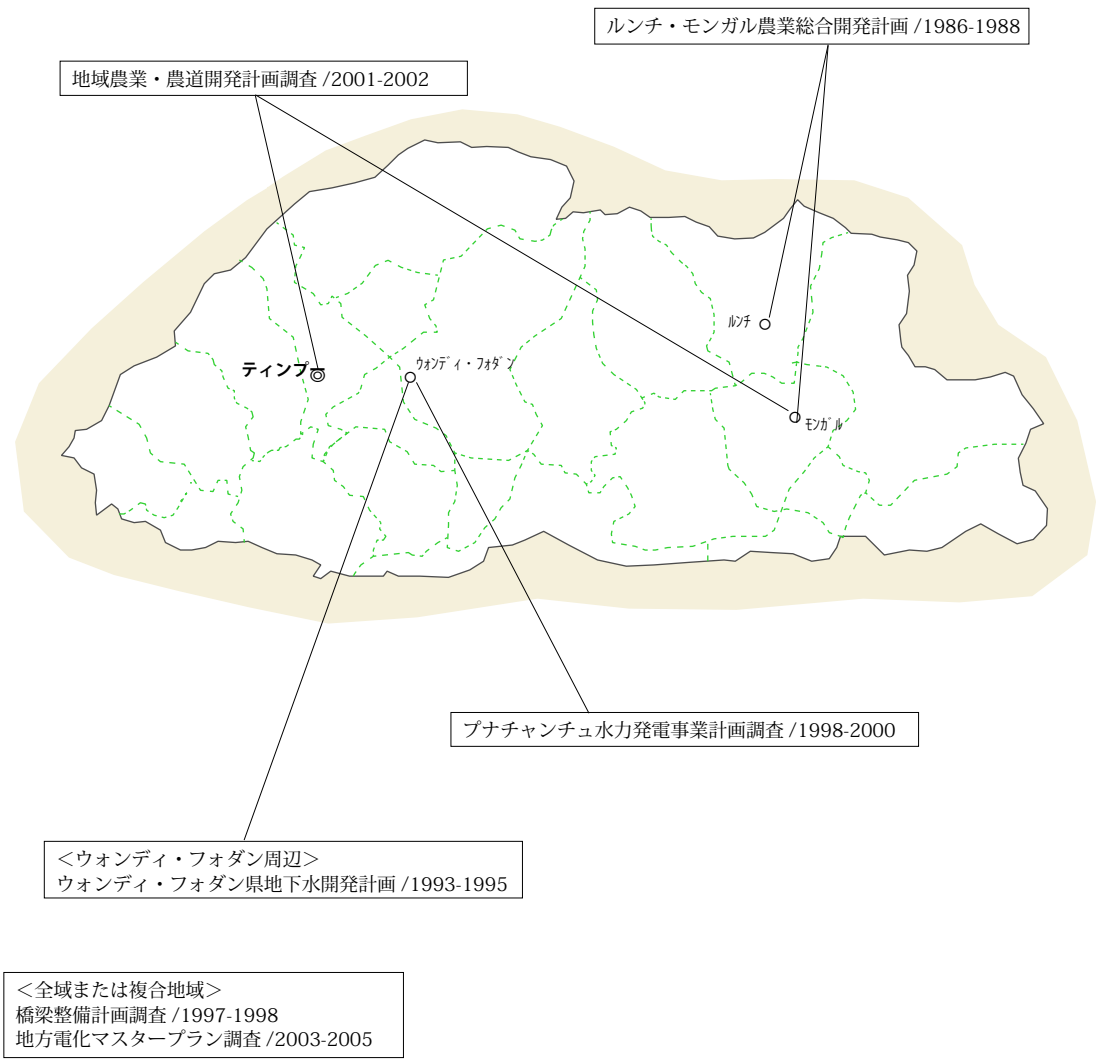 ルンチ・モンガル農業総合開発計画 /1986-1988
地域農業・農道開発計画調査 /2001-2002
ルンチ
ウォンディ・フォダン
ティンプー
モンガル
プナチャンチュ水力発電事業計画調査 /1998-2000
＜ウォンディ・フォダン周辺＞
ウォンディ・フォダン県地下水開発計画 /1993-1995
＜全域または複合地域＞
橋梁整備計画調査 /1997-1998
地方電化マスタープラン調査 /2003-2005